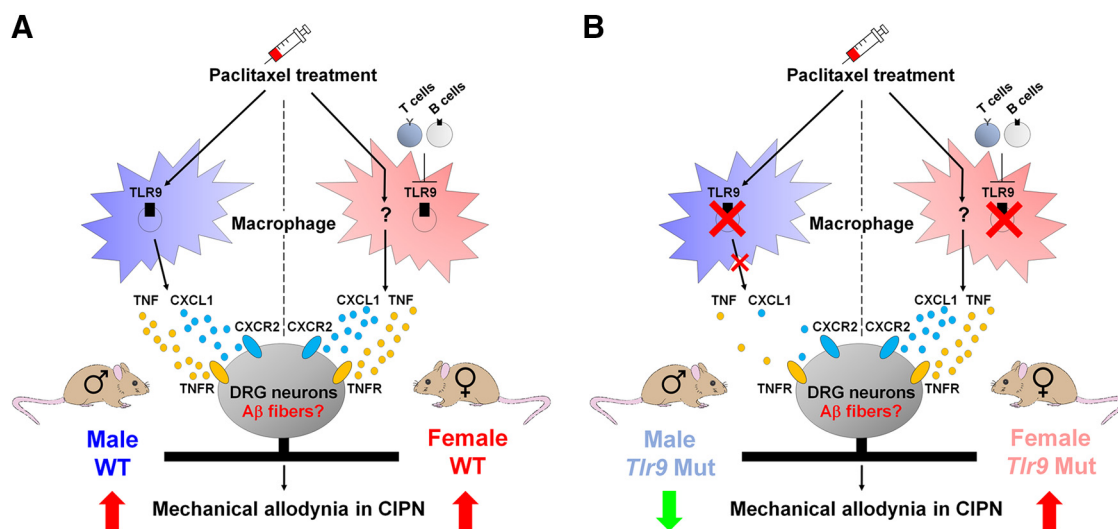 A
Paclitaxel treatment
T cells
B cells
TLR9
TLR9
?
Macrophage
TNF CXCL1
CXCL1 TNF
CXCR2 CXCR2
TNFR
TNFR
DRG neurons
Aβ fibers?
♂
♀
Male
WT
Female
WT
Mechanical allodynia in CIPN
B
Paclitaxel treatment
T cells
B cells
TLR9
TLR9
?
Macrophage
TNF CXCL1
CXCL1 TNF
CXCR2 CXCR2
TNFR
TNFR
DRG neurons
Aβ fibers?
♂
♀
Male
Tlr9 Mut
Female
Tlr9 Mut
Mechanical allodynia in CIPN